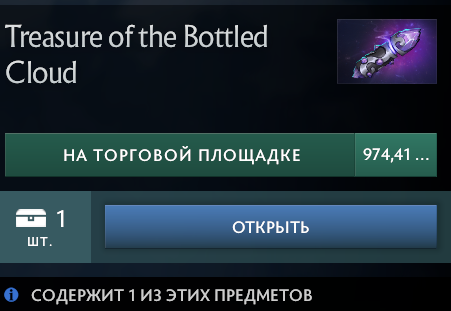 Treasure of the Bottled
Cloud
НА ТОРГОВОЙ ПЛОЩАДКЕ
974,41 ...
1
ШТ.
ОТКРЫТЬ
СОДЕРЖИТ 1 ИЗ ЭТИХ ПРЕДМЕТОВ